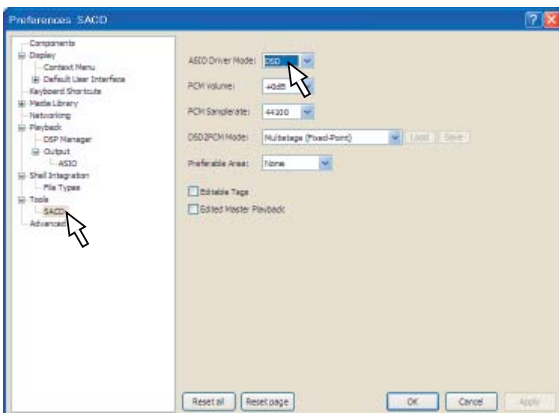 Preferences: SACD
Components
Display
Context Menu
Default User Interface
Keyboard Shortcuts
Media Library
Networking
Playback
DSP Manager
Output
ASIO
Shell Integration
File Types
Tools
SACD
Advanced
ASIO Driver Mode: DSD
PCM Volume: +0dB
PCM Samplerate: 44100
DSD2PCM Mode: Multistage (Fixed-Point) Load Save
Preferable Area: None
Editable Tags
Edited Master Playback
Reset all Reset page OK Cancel Apply